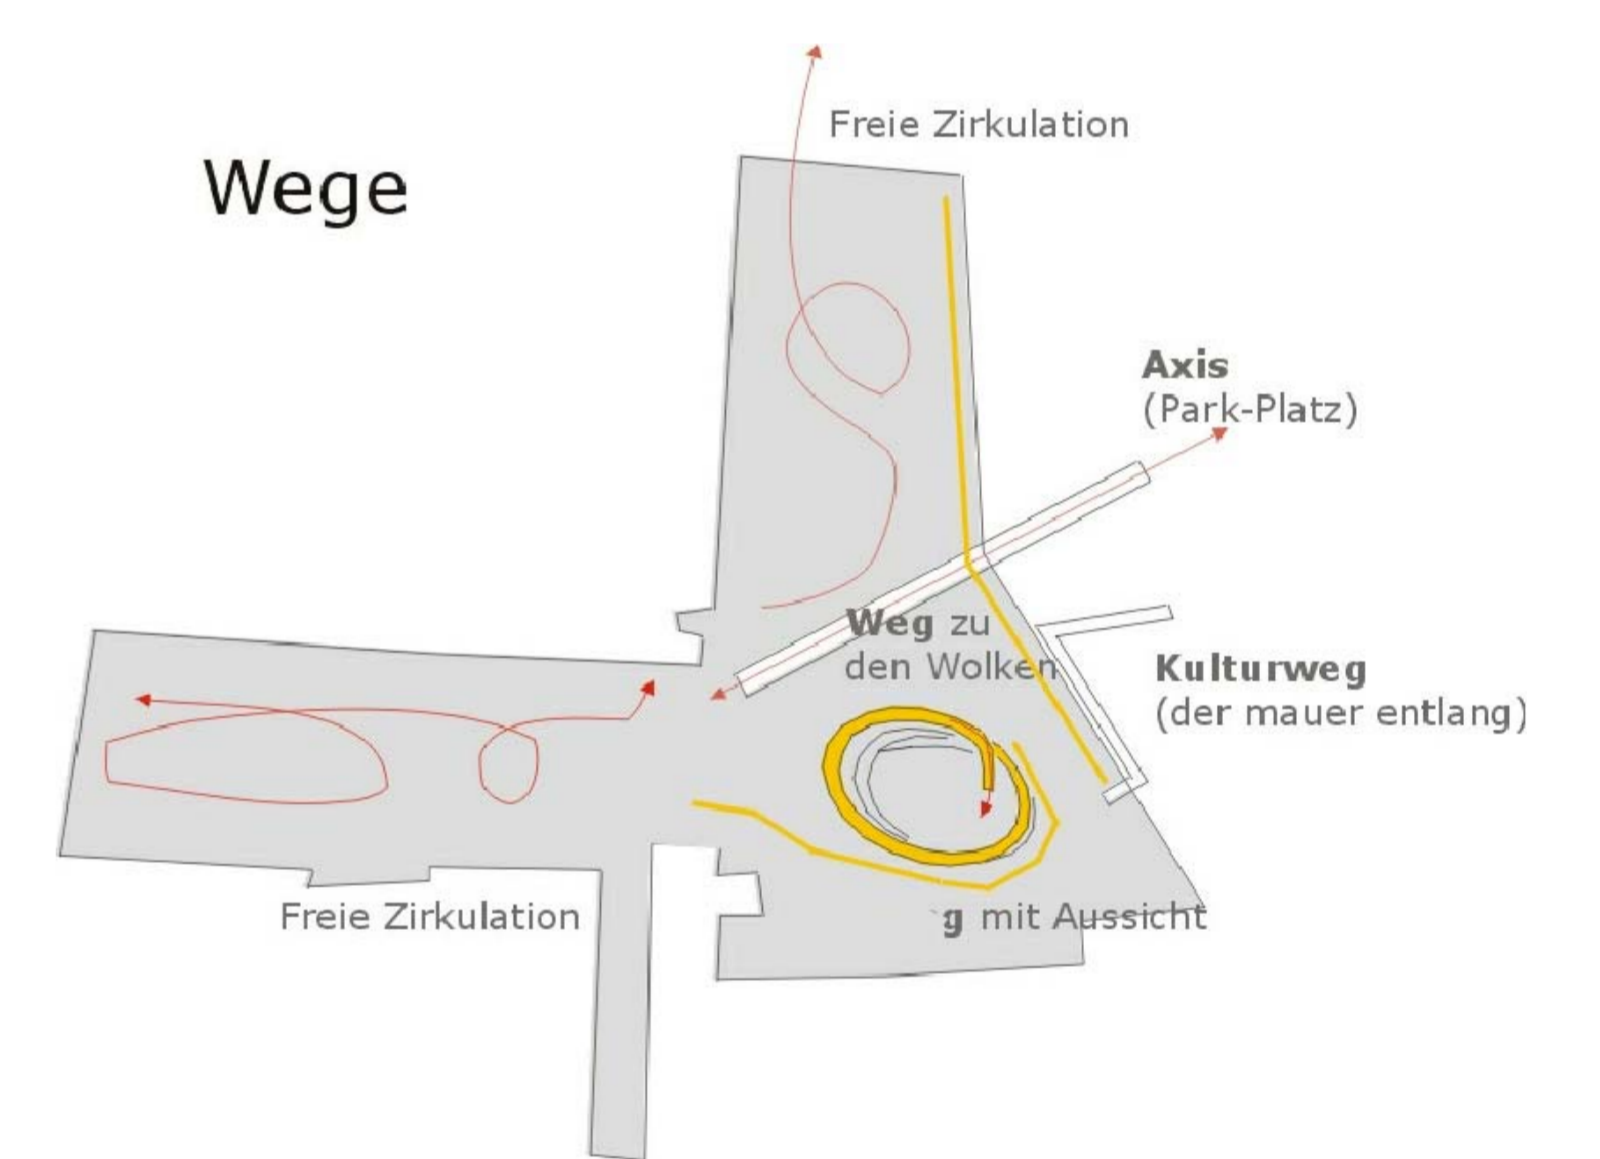 Freie Zirkulation
Wege
Axis
(Park-Platz)
Weg zu
den Wolken
Kulturweg
(der mauer entlang)
Freie Zirkulation
g mit Aussicht